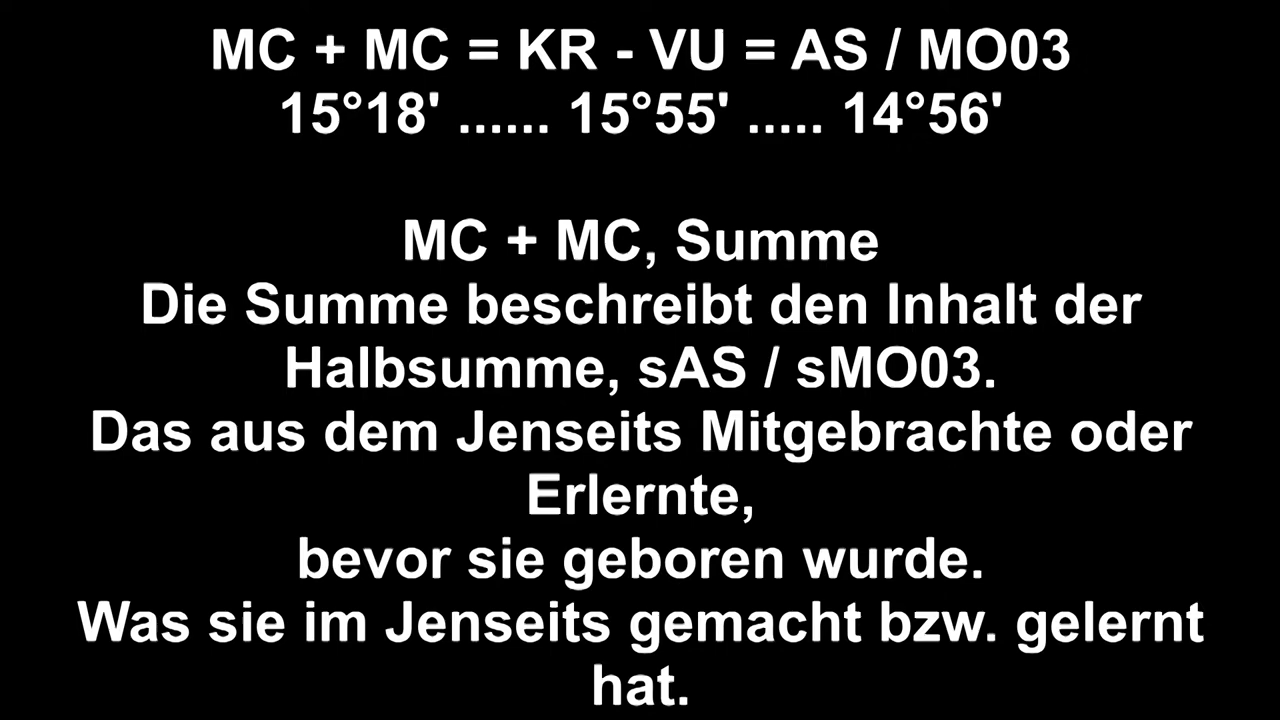 MC + MC = KR - VU = AS / MO03
15°18' ...... 15°55' ..... 14°56'
MC + MC, Summe
Die Summe beschreibt den Inhalt der
Halbsumme, sAS / sMO03.
Das aus dem Jenseits Mitgebrachte oder
Erlernte,
bevor sie geboren wurde.
Was sie im Jenseits gemacht bzw. gelernt
hat.